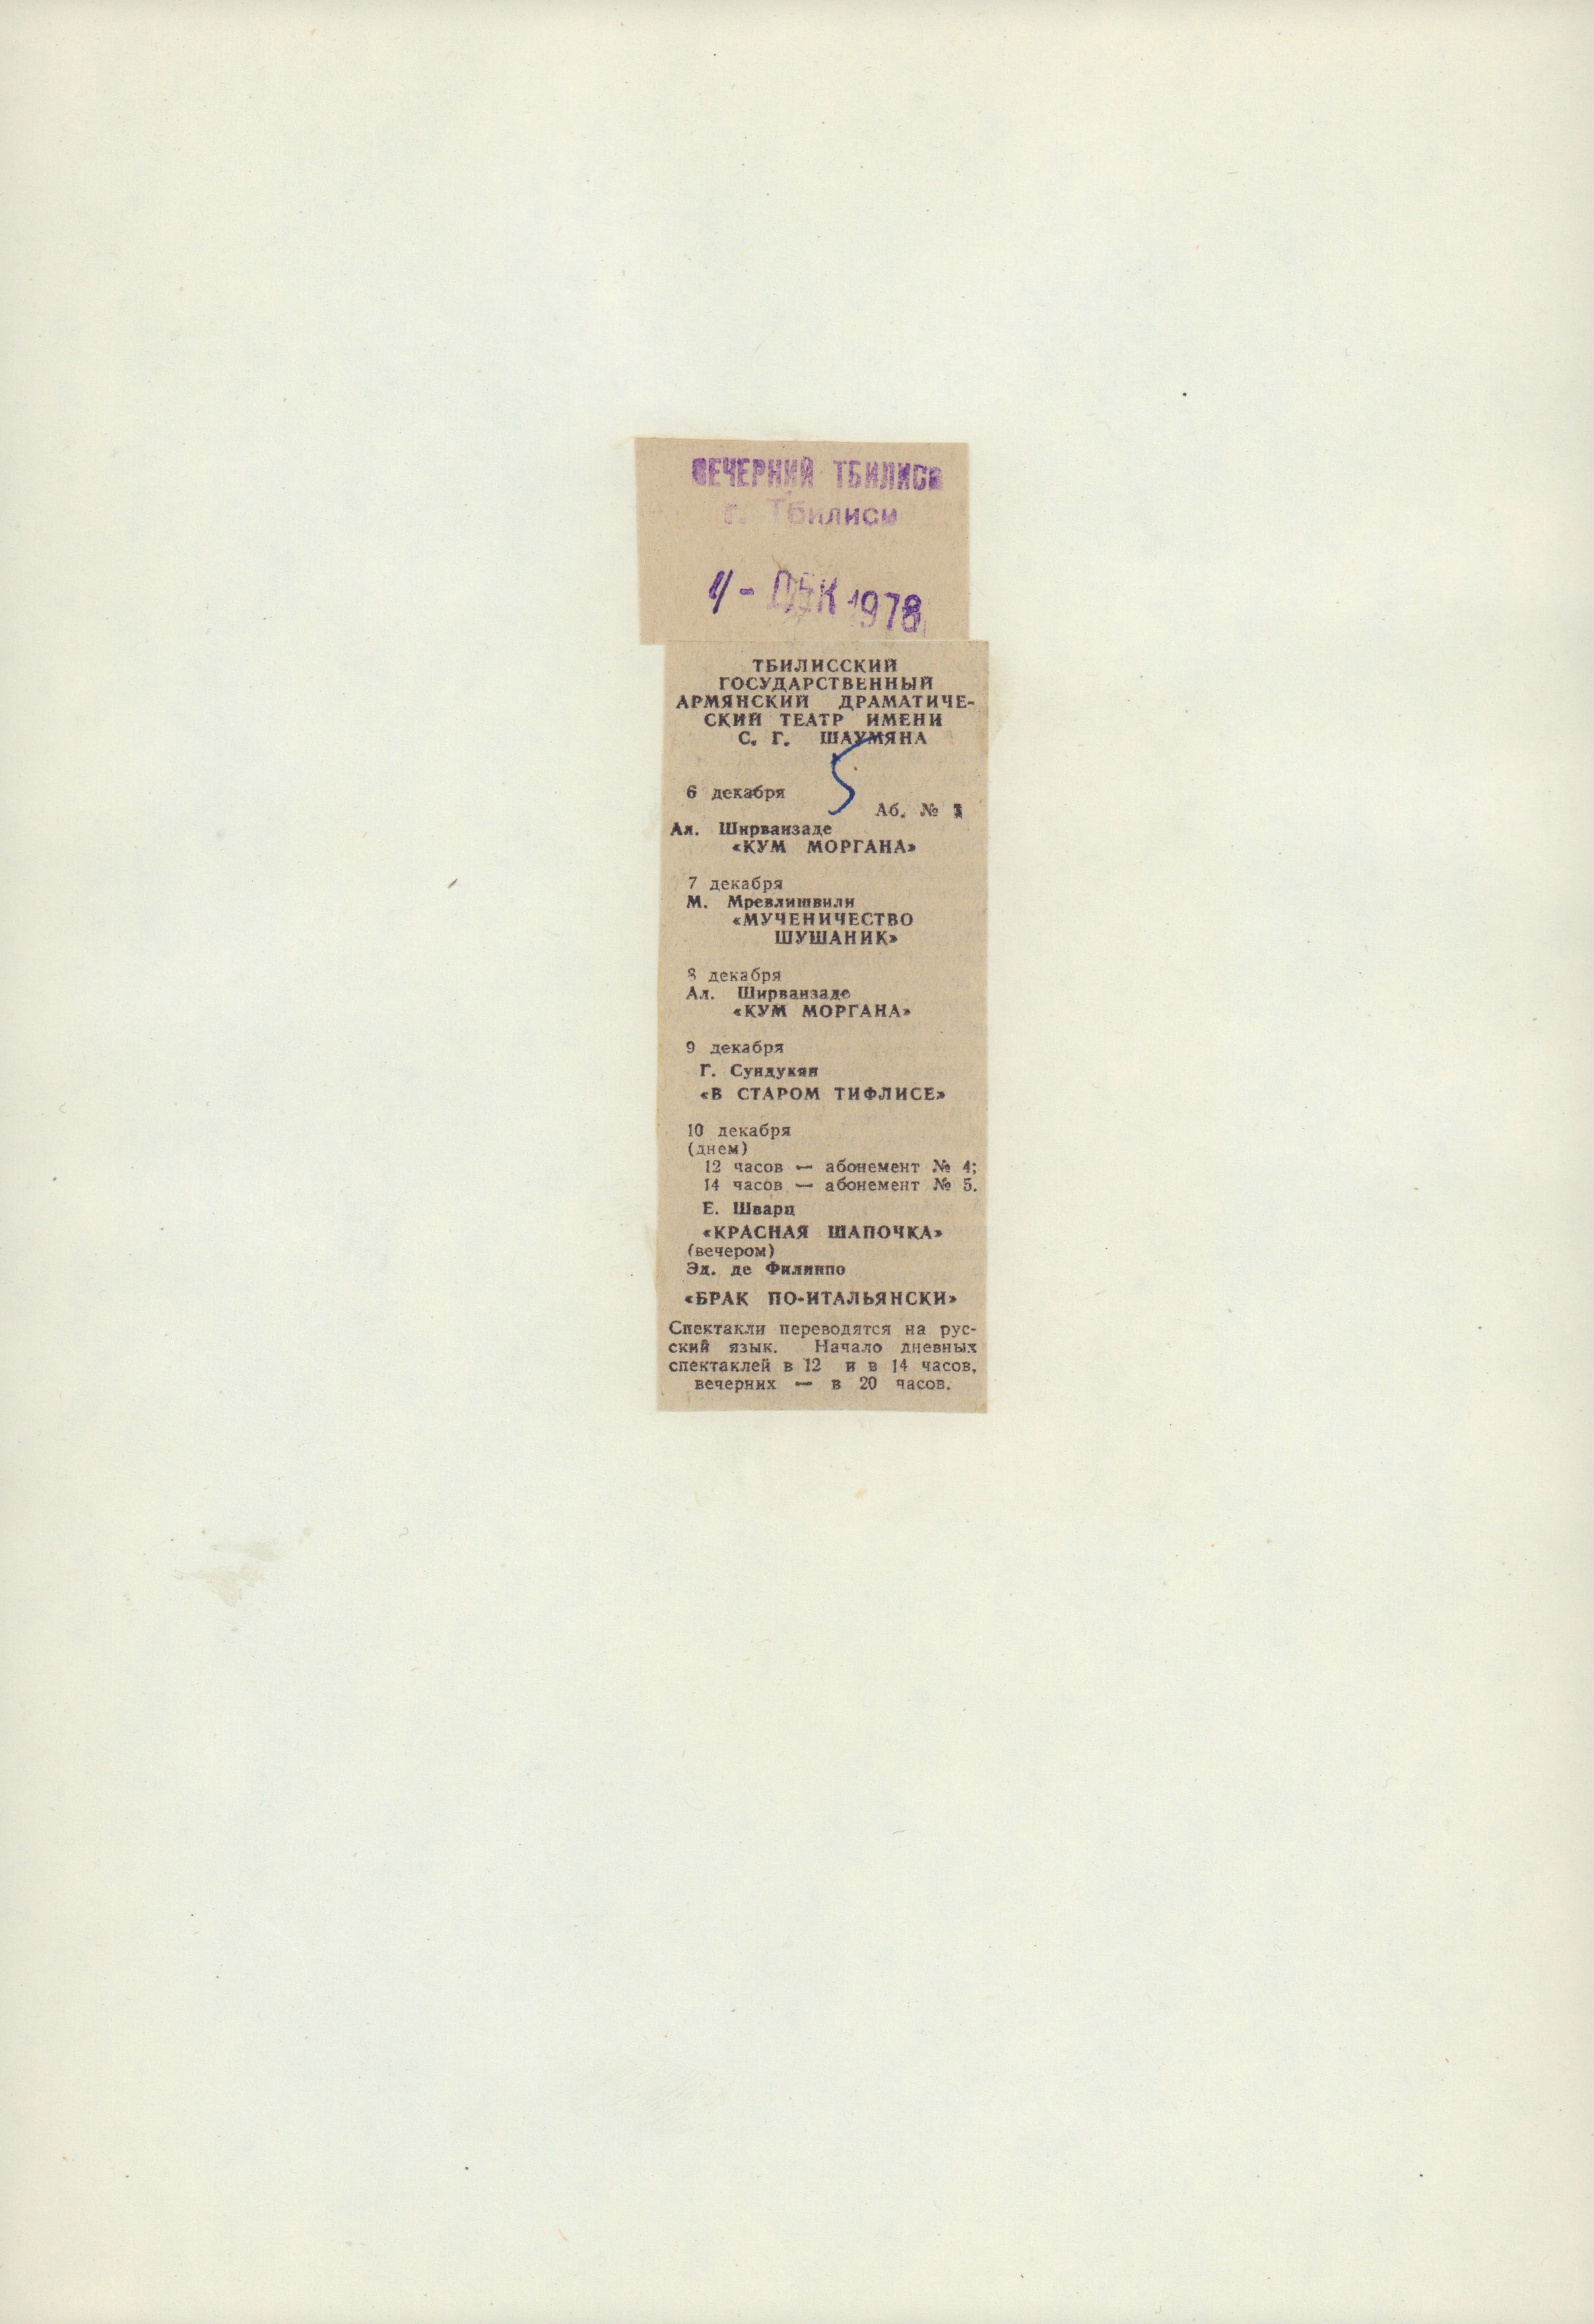 ВЕЧЕРНИЙ ТБИЛИСИ
г. Тбилиси
ДЕК 1978
ТБИЛИССКИЙ
ГОСУДАРСТВЕННЫЙ
АРМЯНСКИЙ ДРАМАТИЧЕ-
СКИЙ ТЕАТР ИМЕНИ
С. Г. ШАУМЯНА
5
6 декабря
Аб. №
Ал. Ширванзаде
«КУМ МОРГАНА»
7 декабря
М. Мревлишвили
«МУЧЕНИЧЕСТВО
ШУШАНИК»
8 декабря
Ал. Ширванзаде
«КУМ МОРГАНА»
9 декабря
Г. Сундукян
«В СТАРОМ ТИФЛИСЕ»
10 декабря
(днем)
12 часов — абонемент № 4;
14 часов — абонемент № 5.
Е. Шварц
«КРАСНАЯ ШАПОЧКА»
(вечером)
Эд. де Филиппо
«БРАК ПО-ИТАЛЬЯНСКИ»
Спектакли переводятся на рус-
ский язык. Начало дневных
спектаклей в 12 и в 14 часов,
вечерних — в 20 часов.